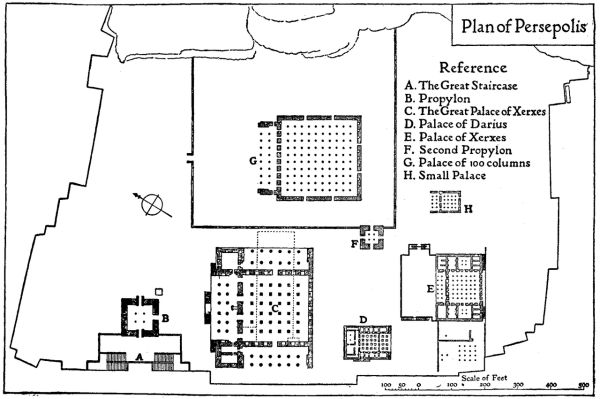 Plan of Persepolis
Reference
A. The Great Staircase
B. Propylon
C. The Great Palace of Xerxes
D. Palace of Darius
E. Palace of Xerxes
F. Second Propylon
G. Palace of 100 columns
H. Small Palace
G
H
F
E
B
C
D
A
Scale of Feet
100 50 0 100 200 300 400 500